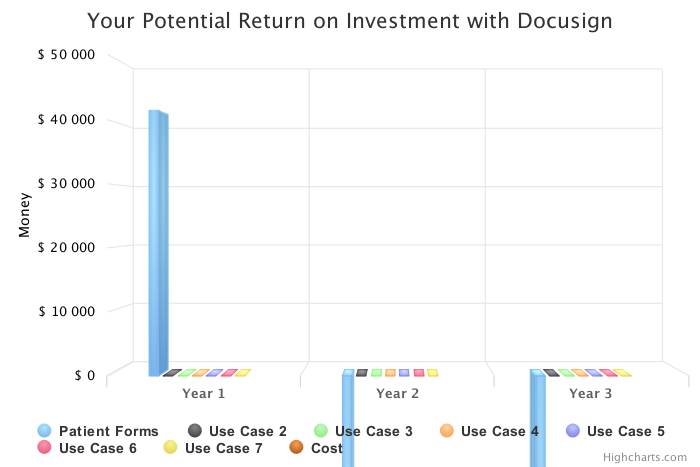 Your Potential Return on Investment with Docusign
$ 50 000
$ 40 000
$ 30 000
$ 20 000
$ 10 000
$ 0
Money
Year 1 Year 2 Year 3
Patient Forms Use Case 2 Use Case 3 Use Case 4 Use Case 5
Use Case 6 Use Case 7 Cost
Highcharts.com